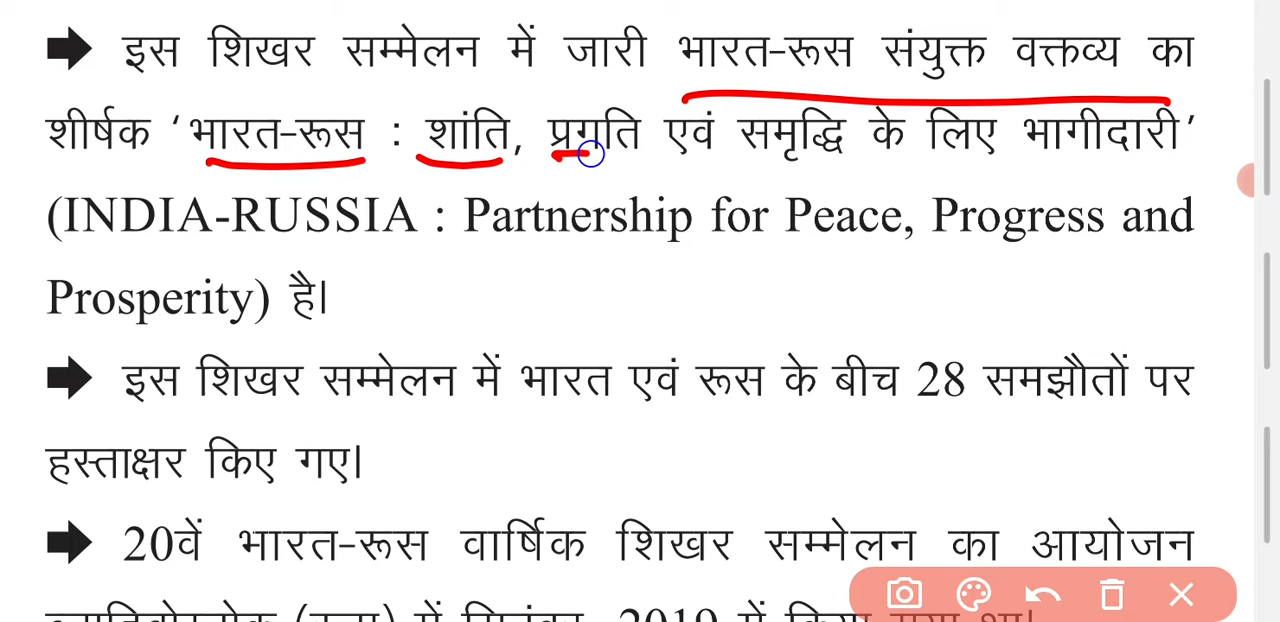 ➡ इस शिखर सम्मेलन में जारी भारत-रूस संयुक्त वक्तव्य का
शीर्षक ‘भारत-रूस : शांति, प्रगति एवं समृद्धि के लिए भागीदारी’
(INDIA-RUSSIA : Partnership for Peace, Progress and
Prosperity) है।
➡ इस शिखर सम्मेलन में भारत एवं रूस के बीच 28 समझौतों पर
हस्ताक्षर किए गए।
➡ 20वें भारत-रूस वार्षिक शिखर सम्मेलन का आयोजन
में 2019 में